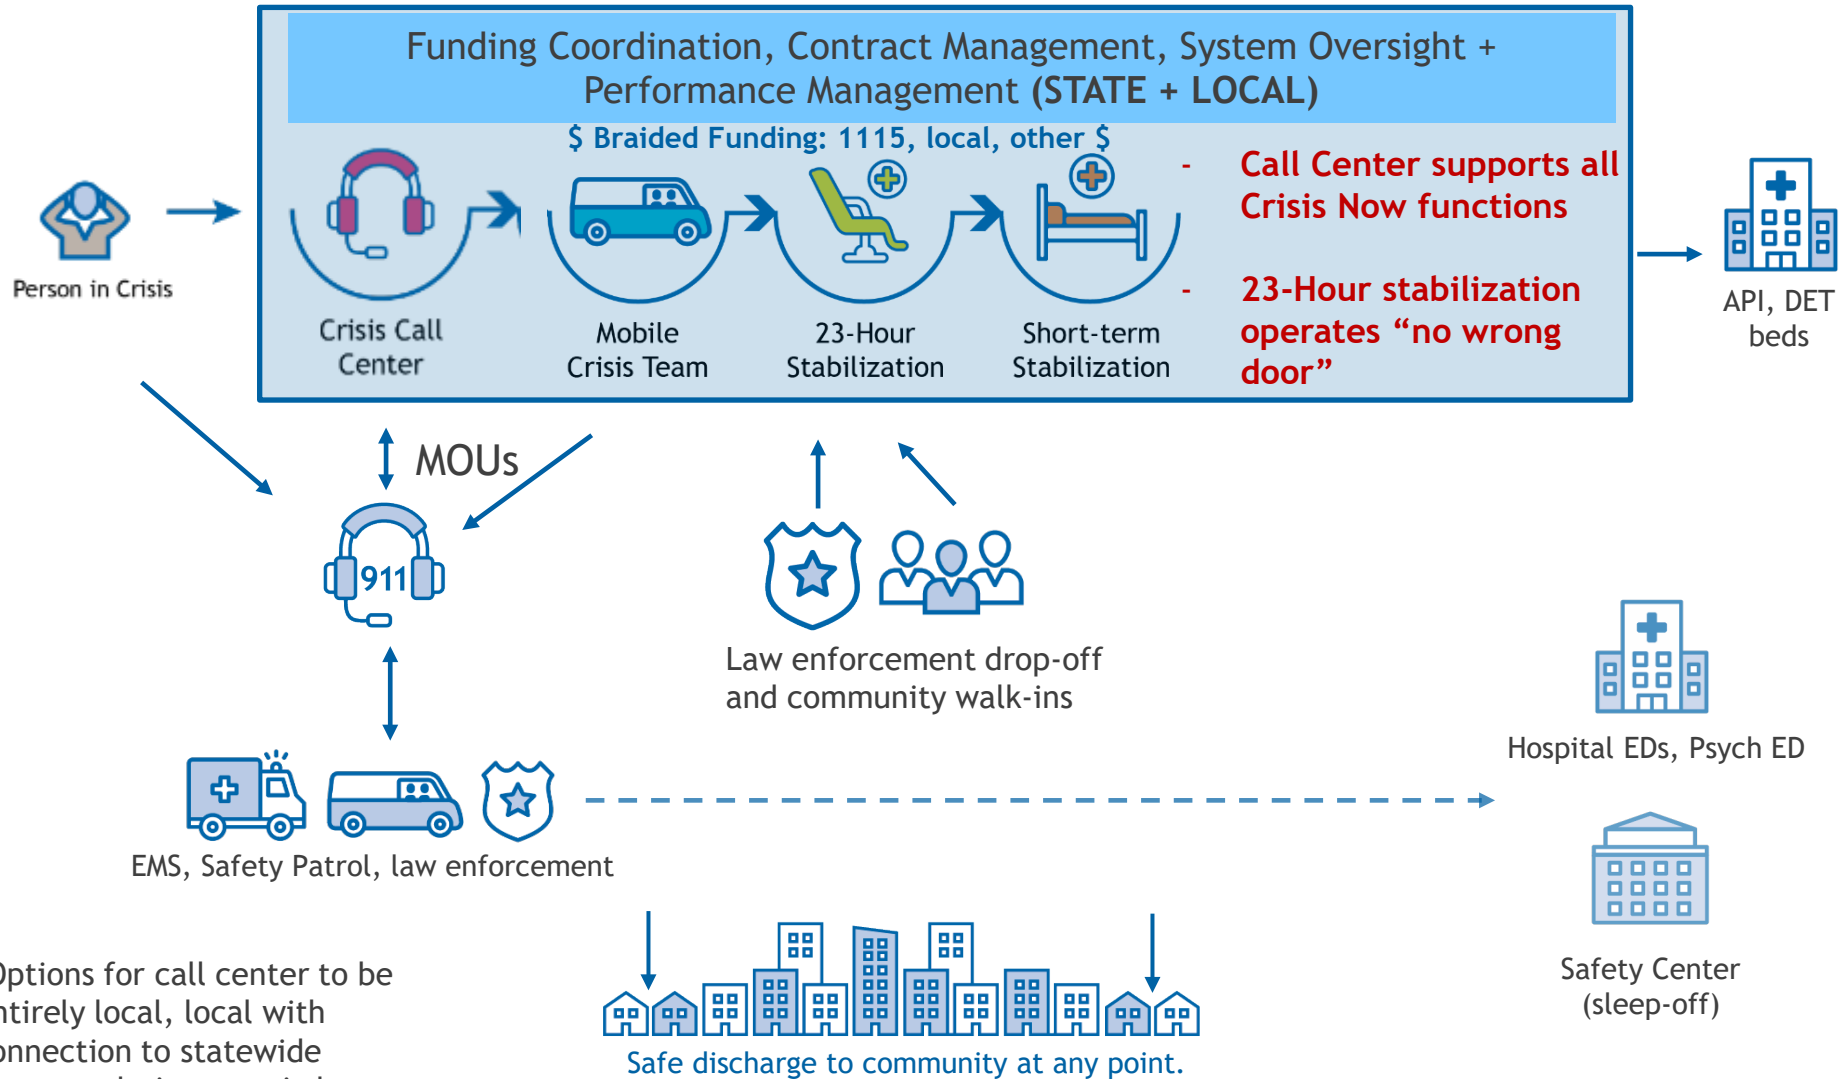 Funding Coordination, Contract Management, System Oversight +
Performance Management (STATE + LOCAL)
$ Braided Funding: 1115, local, other $
- Call Center supports all
Crisis Now functions
- 23-Hour stabilization
operates “no wrong
door”
Person in Crisis
Crisis Call
Center
Mobile
Crisis Team
23-Hour
Stabilization
Short-term
Stabilization
API, DET
beds
MOUs
911
Law enforcement drop-off
and community walk-ins
Hospital EDs, Psych ED
EMS, Safety Patrol, law enforcement
Safety Center
(sleep-off)
Options for call center to be
entirely local, local with
connection to statewide
Safe discharge to community at any point.